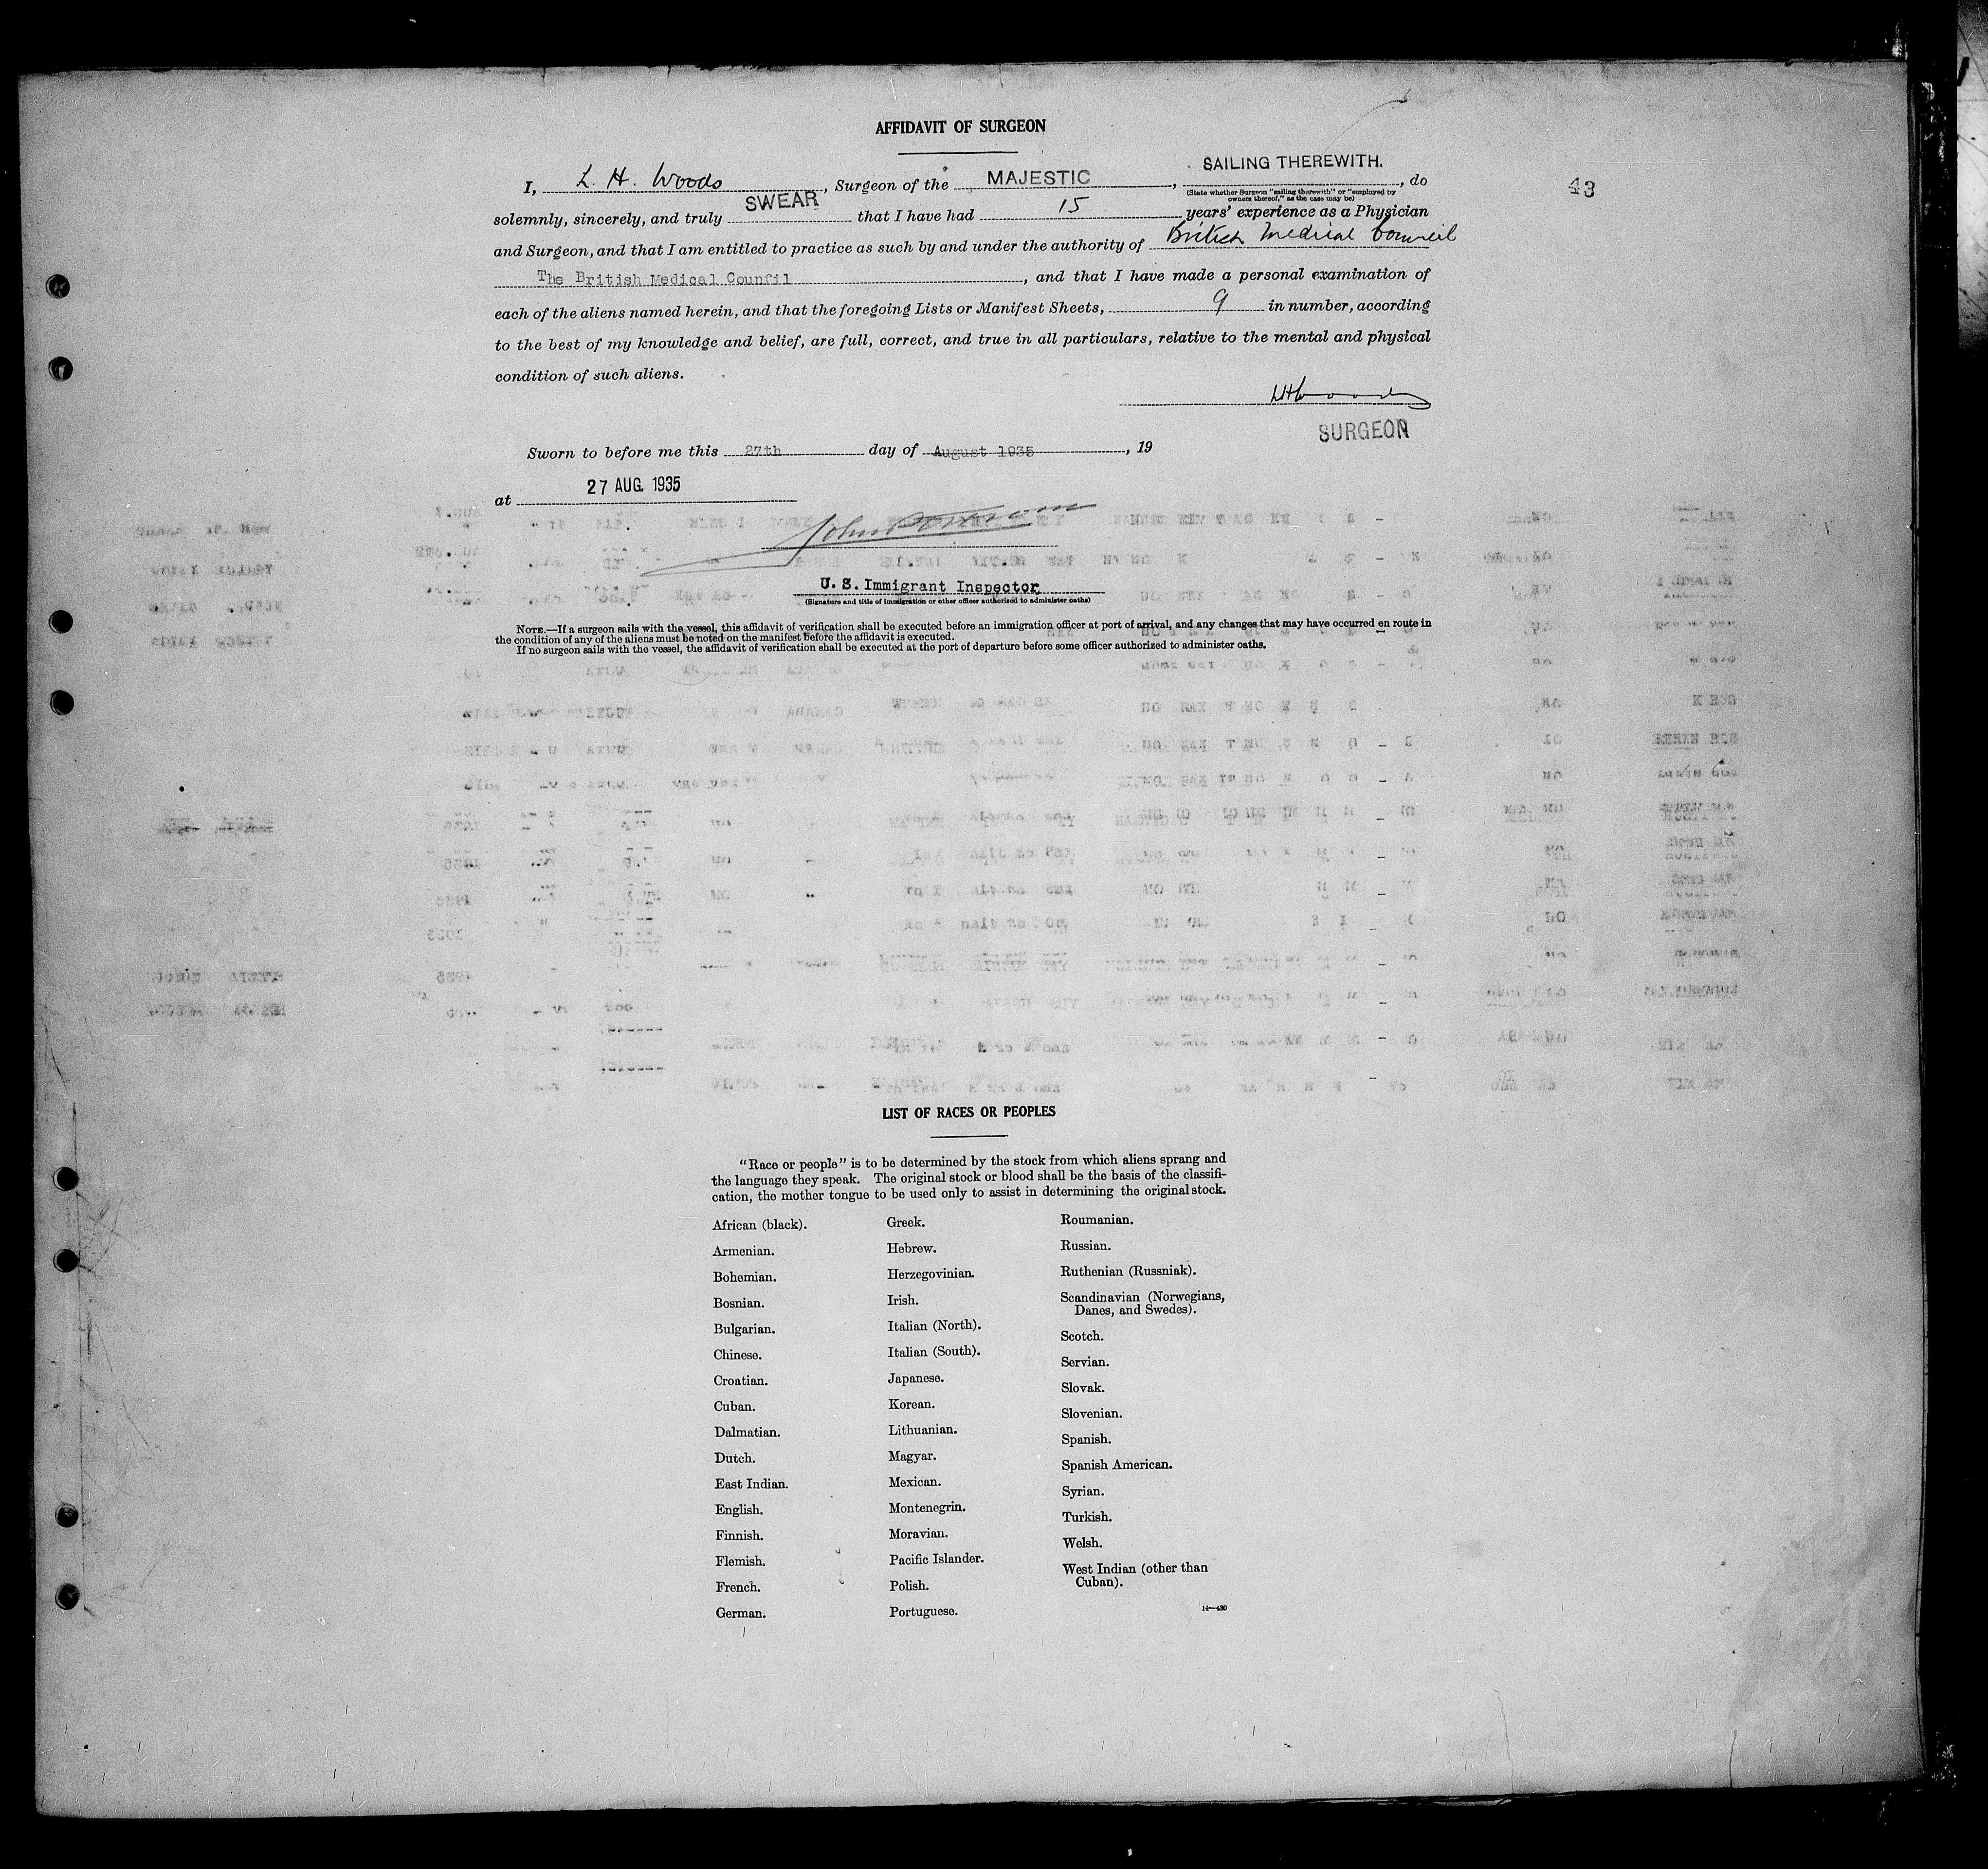 AFFIDAVIT OF SURGEON
SAILING THEREWITH.
I, L. H. Woods, Surgeon of the MAJESTIC, , do
(State whether Surgeon "sailing therewith" or "employed by
owners thereof," as the case may be)
43
solemnly, sincerely, and truly SWEAR that I have had 15 years' experience as a Physician
and Surgeon, and that I am entitled to practice as such by and under the authority of British Medical Council
The British Medical Counfil, and that I have made a personal examination of
each of the aliens named herein, and that the foregoing Lists or Manifest Sheets, 9 in number, according
to the best of my knowledge and belief, are full, correct, and true in all particulars, relative to the mental and physical
condition of such aliens.
LHWoods
SURGEON
Sworn to before me this 27th day of August 1935, 19
at 27 AUG. 1935
John
U. S. Immigrant Inspector
(Signature and title of immigration or other officer authorized to administer oaths)
NOTE.—If a surgeon sails with the vessel, this affidavit of verification shall be executed before an immigration officer at port of arrival, and any changes that may have occurred en route in
the condition of any of the aliens must be noted on the manifest before the affidavit is executed.
If no surgeon sails with the vessel, the affidavit of verification shall be executed at the port of departure before some officer authorized to administer oaths.
LIST OF RACES OR PEOPLES
"Race or people" is to be determined by the stock from which aliens sprang and
the language they speak. The original stock or blood shall be the basis of the classifi-
cation, the mother tongue to be used only to assist in determining the original stock.
African (black).
Armenian.
Bohemian.
Bosnian.
Bulgarian.
Chinese.
Croatian.
Cuban.
Dalmatian.
Dutch.
East Indian.
English.
Finnish.
Flemish.
French.
German.
Greek.
Hebrew.
Herzegovinian.
Irish.
Italian (North).
Italian (South).
Japanese.
Korean.
Lithuanian.
Magyar.
Mexican.
Montenegrin.
Moravian.
Pacific Islander.
Polish.
Portuguese.
Roumanian.
Russian.
Ruthenian (Russniak).
Scandinavian (Norwegians,
Danes, and Swedes).
Scotch.
Servian.
Slovak.
Slovenian.
Spanish.
Spanish American.
Syrian.
Turkish.
Welsh.
West Indian (other than
Cuban).
14—430